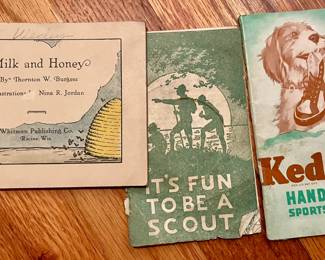 Milk and Honey
By Thornton W. Burgess
Illustrations Nina R. Jordan
Whitman Publishing Co.
Racine, Wis.
IT'S FUN
TO BE A
SCOUT
Ked
HAND
SPORTS